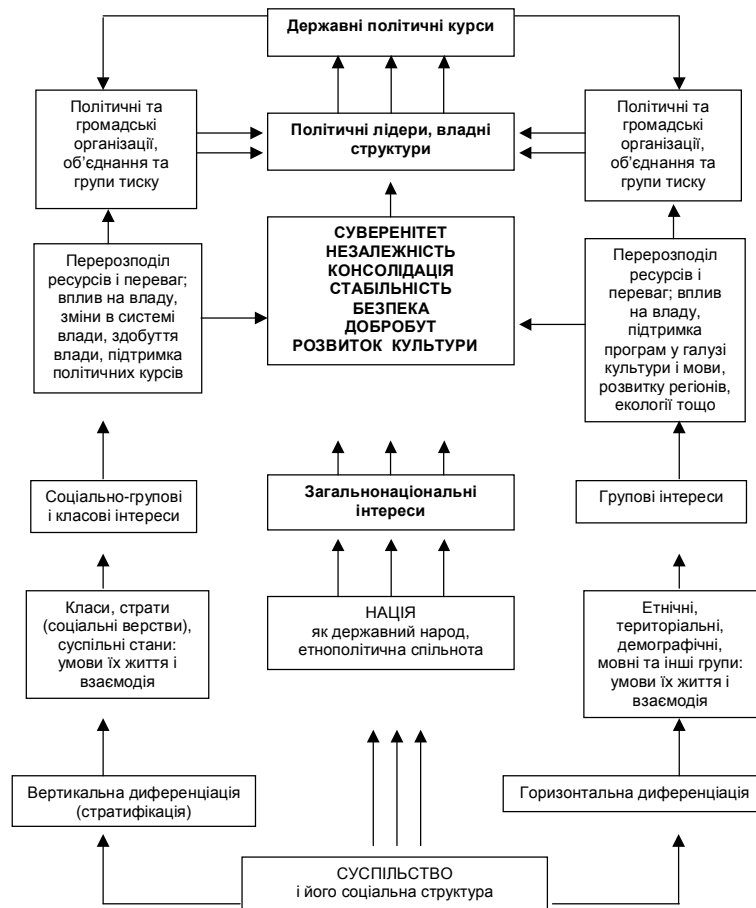 Державні політичні курси
Політичні та
громадські
організації,
об’єднання та
групи тиску
Політичні лідери, владні
структури
Політичні та
громадські
організації,
об’єднання та
групи тиску
Перерозподіл
ресурсів і переваг;
вплив на владу,
зміни в системі
влади, здобуття
влади, підтримка
політичних курсів
СУВЕРЕНІТЕТ
НЕЗАЛЕЖНІСТЬ
КОНСОЛІДАЦІЯ
СТАБІЛЬНІСТЬ
БЕЗПЕКА
ДОБРОБУТ
РОЗВИТОК КУЛЬТУРИ
Перерозподіл
ресурсів і
переваг; вплив
на владу,
підтримка
програм у галузі
культури і мови,
розвитку регіонів,
екології тощо
Соціально-групові
і класові інтереси
Загальнонаціональні
інтереси
Групові інтереси
Класи, страти
(соціальні верстви),
суспільні стани:
умови їх життя і
взаємодія
НАЦІЯ
як державний народ,
етнополітична спільнота
Етнічні,
територіальні,
демографічні,
мовні та інші групи:
умови їх життя і
взаємодія
Вертикальна диференціація
(стратифікація)
Горизонтальна диференціація
СУСПІЛЬСТВО
і його соціальна структура